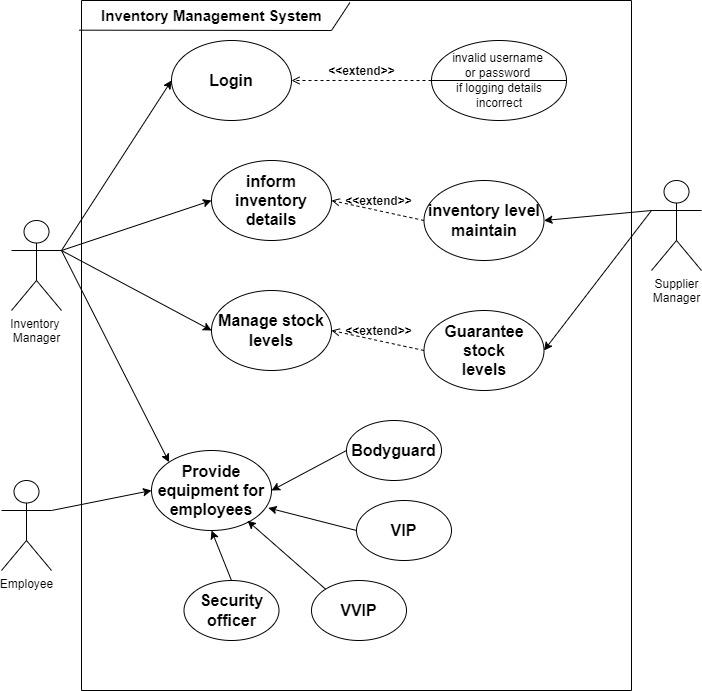 Inventory Management System
Login
<<extend>>
invalid username
or password
if logging details
incorrect
inform
inventory
details
<<extend>>
inventory level
maintain
Supplier
Manager
Inventory
Manager
Manage stock
levels
<<extend>>
Guarantee
stock
levels
Provide
equipment for
employees
Bodyguard
VIP
Employee
Security
officer
VVIP